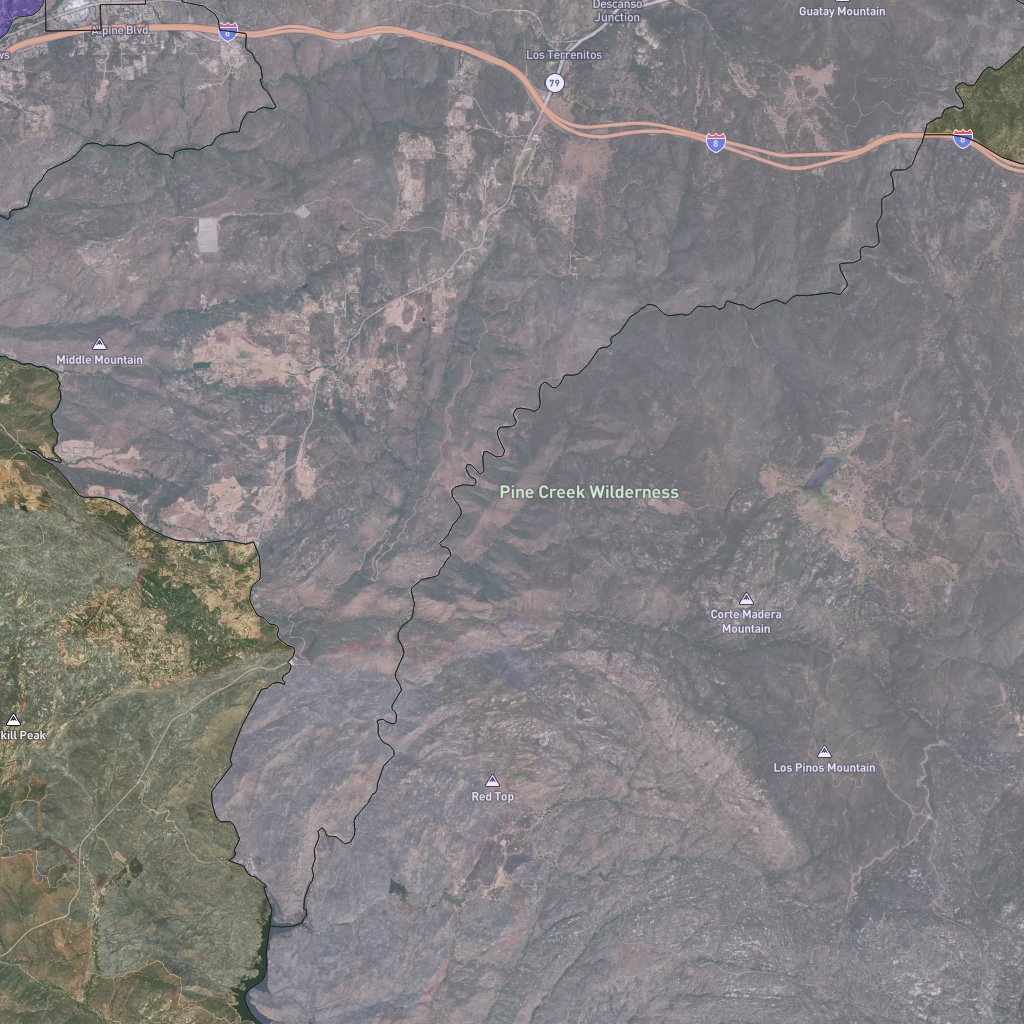 Descanso
Junction
Guatay Mountain
Alpine Blvd
8
ws
Los Terrenitos
79
8
8
Middle Mountain
Pine Creek Wilderness
Corte Madera
Mountain
kill Peak
Los Pinos Mountain
Red Top